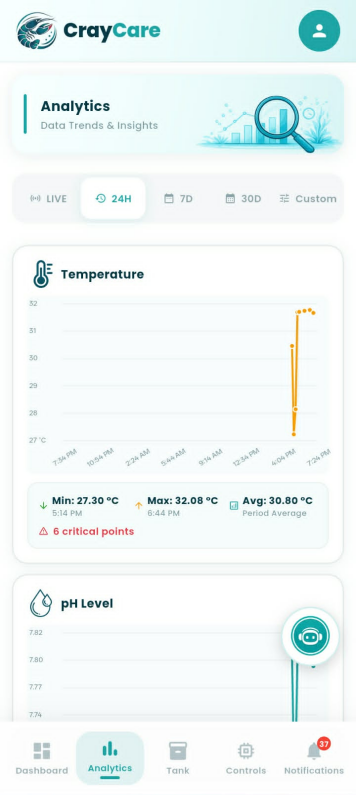 CrayCare
Analytics
Data Trends & Insights
LIVE 24H 7D 30D Custom
Temperature
32
31
30
29
28
27 °C
7:34 PM 10:54 PM 2:24 AM 5:44 AM 9:14 AM 12:34 PM 4:04 PM 7:24 PM
Min: 27.30 °C Max: 32.08 °C Avg: 30.80 °C
5:14 PM 6:44 PM Period Average
6 critical points
pH Level
7.82
7.80
7.77
7.74
37
Dashboard Analytics Tank Controls Notifications